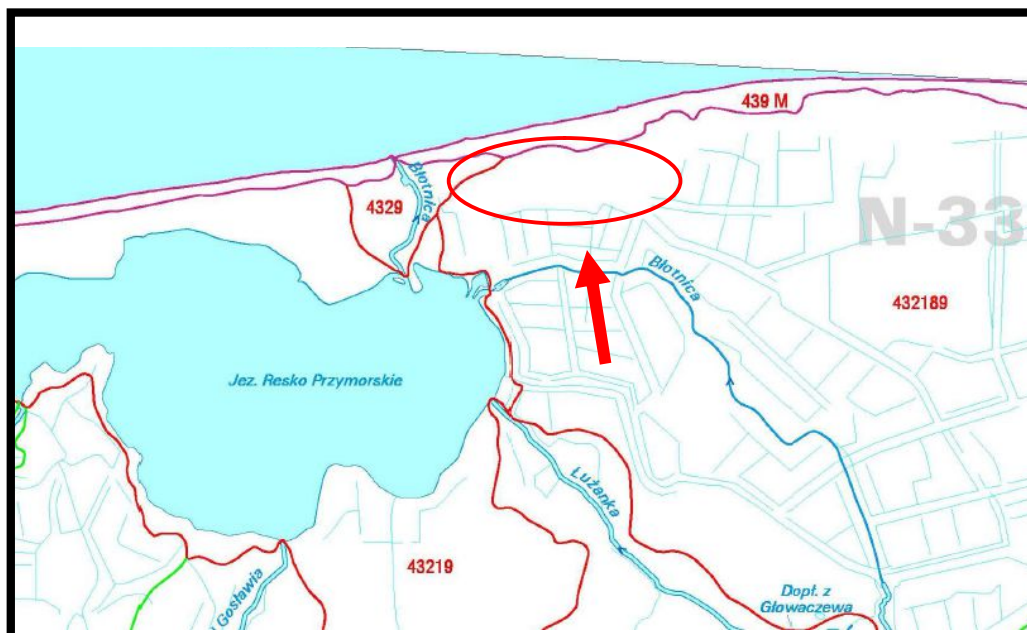 439 M
Błotnica
4329
N-33
Błotnica
432189
Jez. Resko Przymorskie
Łużanka
43219
Dopł. z
Głowaczewa
Gosławia